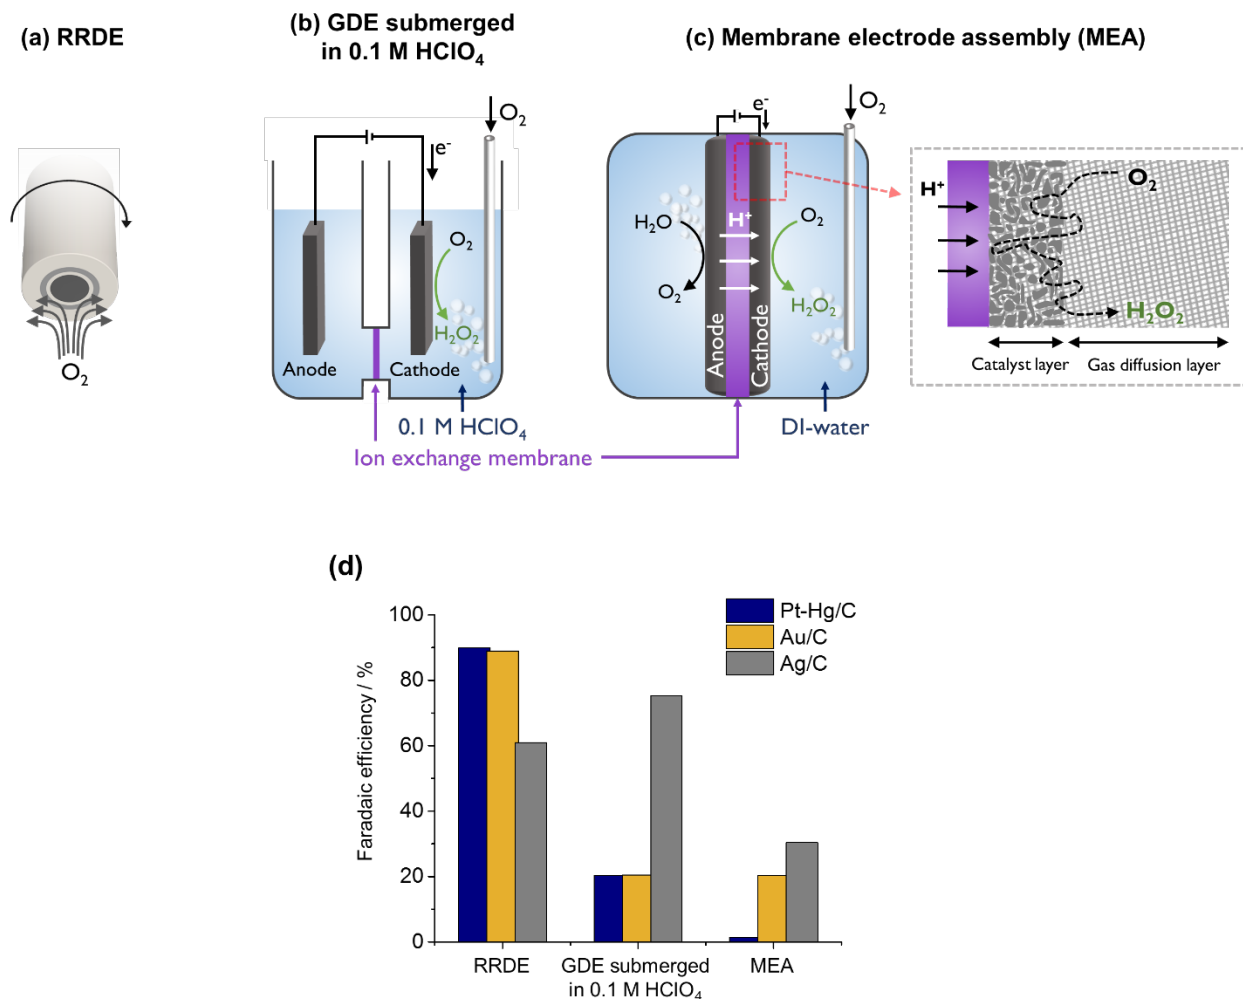 (a) RRDE
(b) GDE submerged
in 0.1 M HClO₄
(c) Membrane electrode assembly (MEA)
O₂
e⁻
O₂
H₂O₂
Anode
Cathode
0.1 M HClO₄
Ion exchange membrane
O₂
e⁻
O₂
H₂O
H⁺
O₂
O₂
H₂O₂
Anode
Cathode
DI-water
H⁺
O₂
H₂O₂
Catalyst layer
Gas diffusion layer
O₂
(d)
Pt-Hg/C
Au/C
Ag/C
Faradaic efficiency / %
100
80
60
40
20
0
RRDE
GDE submerged
in 0.1 M HClO₄
MEA